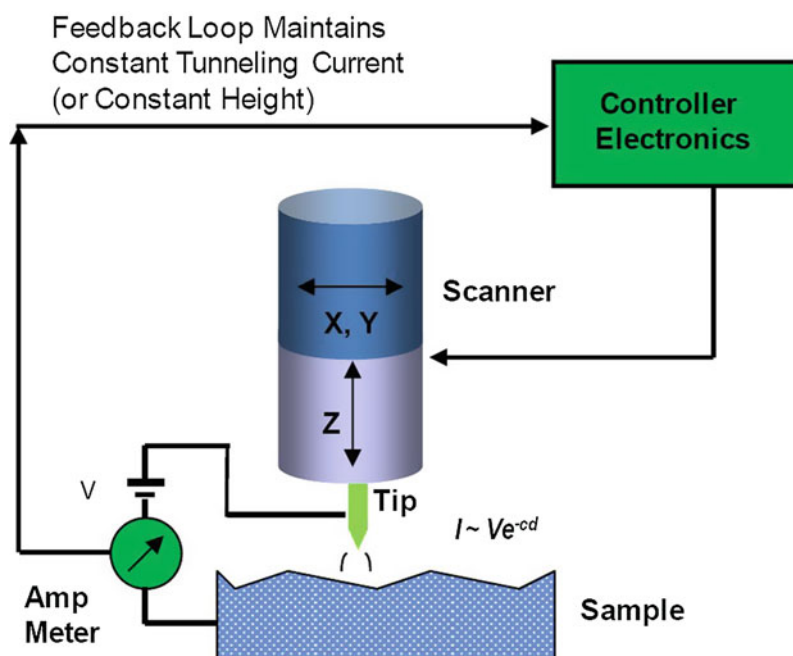 Feedback Loop Maintains
Constant Tunneling Current
(or Constant Height)
Controller
Electronics
Scanner
X, Y
Z
V
Tip
I ~ Ve^-cd
Amp
Meter
Sample